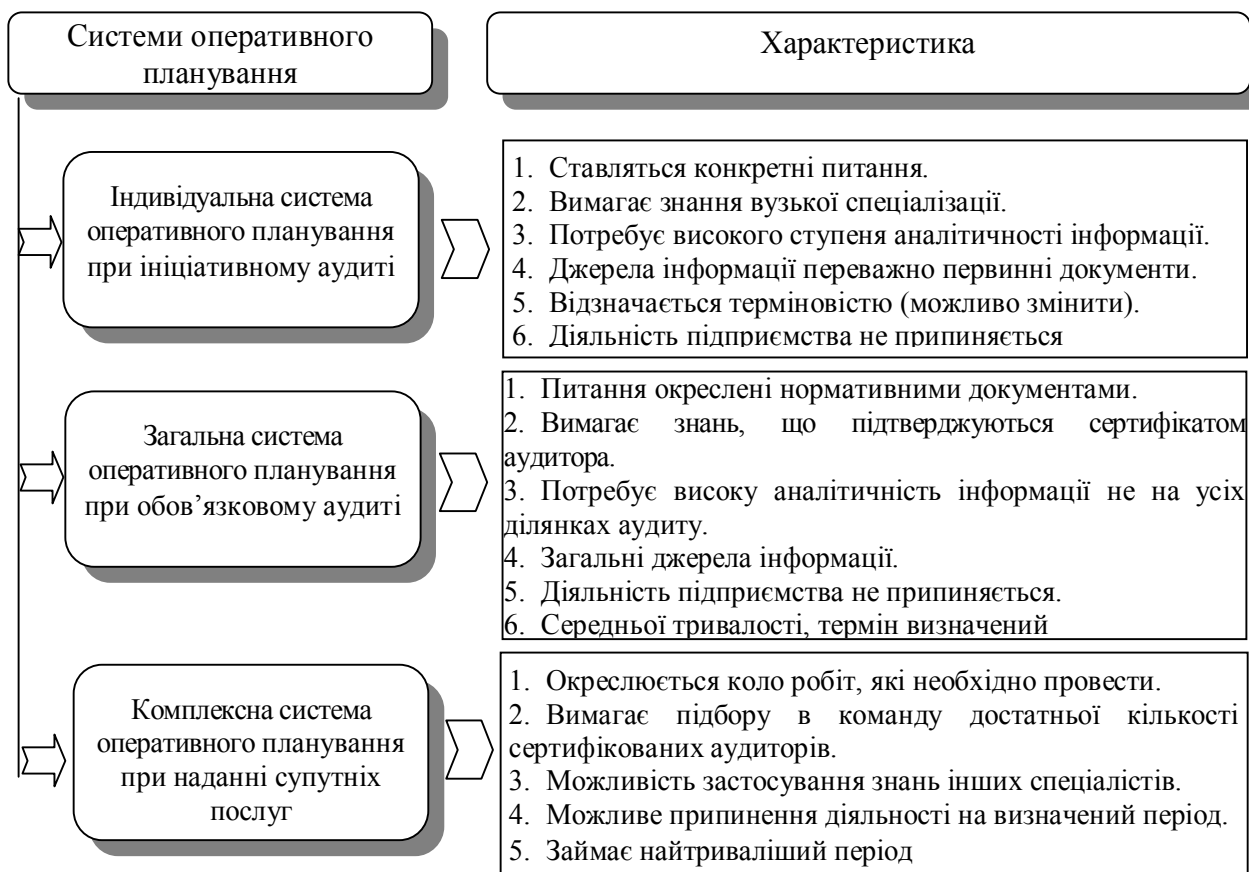 Системи оперативного
планування
Характеристика
Індивідуальна система
оперативного планування
при ініціативному аудиті
1. Ставляться конкретні питання.
2. Вимагає знання вузької спеціалізації.
3. Потребує високого ступеня аналітичності інформації.
4. Джерела інформації переважно первинні документи.
5. Відзначається терміновістю (можливо змінити).
6. Діяльність підприємства не припиняється
Загальна система
оперативного планування
при обов’язковому аудиті
1. Питання окреслені нормативними документами.
2. Вимагає знань, що підтверджуються сертифікатом
аудитора.
3. Потребує високу аналітичність інформації не на усіх
ділянках аудиту.
4. Загальні джерела інформації.
5. Діяльність підприємства не припиняється.
6. Середньої тривалості, термін визначений
Комплексна система
оперативного планування
при наданні супутніх
послуг
1. Окреслюється коло робіт, які необхідно провести.
2. Вимагає підбору в команду достатньої кількості
сертифікованих аудиторів.
3. Можливість застосування знань інших спеціалістів.
4. Можливе припинення діяльності на визначений період.
5. Займає найтриваліший період